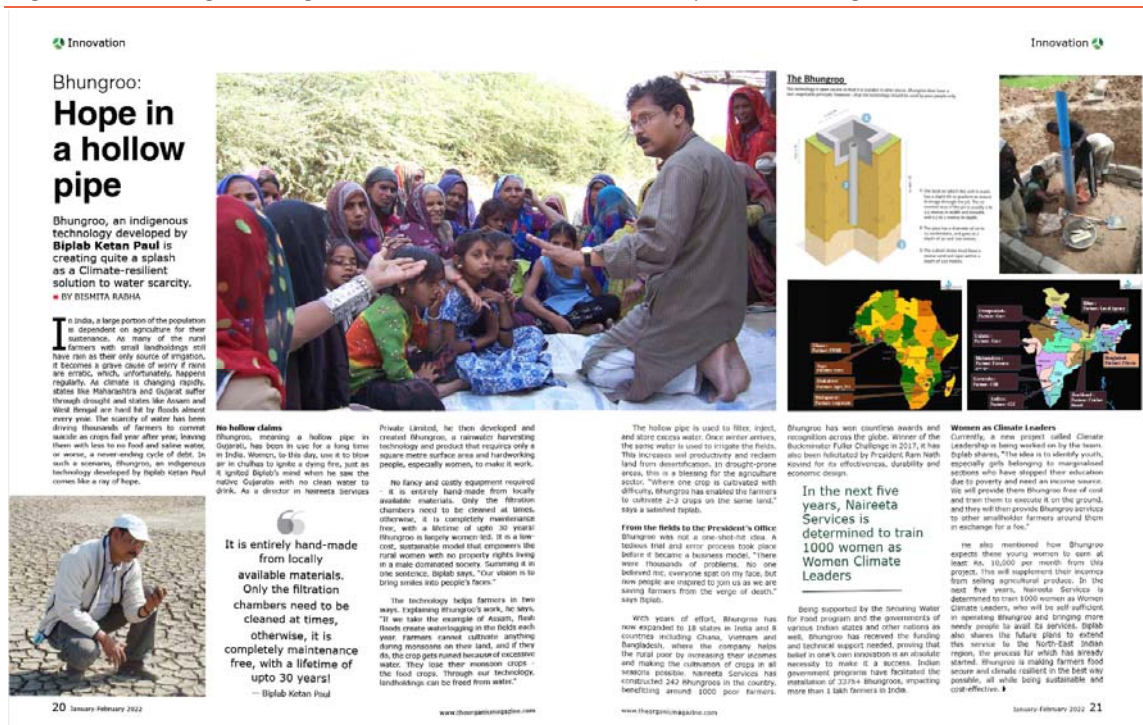 Innovation
Innovation
Bhungroo:
Hope in
a hollow
pipe
Bhungroo, an indigenous
technology developed by
Biplab Ketan Paul is
creating quite a splash
as a Climate-resilient
solution to water scarcity.
BY BISMITA RABHA
In India, a large portion of the population
is dependent on agriculture for their
sustenance. As many of the rural
farmers with small landholdings still
have rain as their only source of irrigation,
it becomes a grave cause of worry if rains
are erratic, which, unfortunately, happens
regularly. As climate is changing rapidly,
states like Maharashtra and Gujarat suffer
through drought and states like Assam and
West Bengal are hard hit by floods almost
every year. The scarcity of water has been
driving thousands of farmers to commit
suicide as crops fail year after year, leaving
them with less to no food and saline water,
or worse, a never-ending cycle of debt. In
such a scenario, Bhungroo, an indigenous
technology developed by Biplab Ketan Paul
comes like a ray of hope.
No hollow claims
Bhungroo, meaning a hollow pipe in
Gujarati, has been in use for a long time
in India. Women, to this day, use it to blow
air in chulhas to ignite a dying fire, just as
it ignited Biplab's mind when he saw the
native Gujaratis with no clean water to
drink. As a director in Naireeta Services
It is entirely hand-made
from locally
available materials.
Only the filtration
chambers need to be
cleaned at times,
otherwise, it is
completely maintenance
free, with a lifetime of
upto 30 years!
— Biplab Ketan Paul
Private Limited, he then developed and
created Bhungroo, a rainwater harvesting
technology and product that requires only a
square metre surface area and hardworking
people, especially women, to make it work.
No fancy and costly equipment required
- it is entirely hand-made from locally
available materials. Only the filtration
chambers need to be cleaned at times,
otherwise, it is completely maintenance
free, with a lifetime of upto 30 years!
Bhungroo is largely women led. It is a low-
cost, sustainable model that empowers the
rural women with no property rights living
in a male dominated society. Summing it in
one sentence, Biplab says, "Our vision is to
bring smiles into people's faces."
The technology helps farmers in two
ways. Explaining Bhungroo's work, he says,
"If we take the example of Assam, flash
floods create waterlogging in the fields each
year. Farmers cannot cultivate anything
during monsoons on their land, and if they
do, the crop gets ruined because of excessive
water. They lose their monsoon crops -
the food crops. Through our technology,
landholdings can be freed from water."
20 January-February 2022
www.theorganicmagazine.com
The Bhungroo
The hollow pipe is used to filter, inject,
and store excess water. Once winter arrives,
the same water is used to irrigate the fields.
This increases soil productivity and reclaim
land from desertification. In drought-prone
areas, this is a blessing for the agriculture
sector. "Where one crop is cultivated with
difficulty, Bhungroo has enabled the farmers
to cultivate 2-3 crops on the same land,"
says a satisfied Biplab.
From the fields to the President's Office
Bhungroo was not a one-shot-hit idea. A
tedious trial and error process took place
before it became a business model. "There
were thousands of problems. No one
believed me, everyone spat on my face, but
now people are inspired to join us as we are
saving farmers from the verge of death."
says Biplab.
With years of effort, Bhungroo has
now expanded to 18 states in India and 8
countries including Ghana, Vietnam and
Bangladesh, where the company helps
the rural poor by increasing their incomes
and making the cultivation of crops in all
seasons possible. Naireeta Services has
constructed 242 Bhungroos in the country,
benefitting around 1000 poor farmers.
Bhungroo has won countless awards and
recognition across the globe. Winner of the
Buckminster Fuller Challenge in 2017, it has
also been felicitated by President Ram Nath
Kovind for its effectiveness, durability and
economic design.
In the next five
years, Naireeta
Services is
determined to train
1000 women as
Women Climate
Leaders
Being supported by the Securing Water
for Food program and the governments of
various Indian states and other nations as
well, Bhungroo has received the funding
and technical support needed, proving that
belief in one's own innovation is an absolute
necessity to make it a success. Indian
government programs have facilitated the
installation of 3376+ Bhungroos, impacting
more than 1 lakh farmers in India.
Women as Climate Leaders
Currently, a new project called Climate
Leadership is being worked on by the team.
Biplab shares, "The idea is to identify youth,
especially girls belonging to marginalised
sections who have stopped their education
due to poverty and need an income source.
We will provide them Bhungroo free of cost
and train them to execute it on the ground,
and they will then provide Bhungroo services
to other smallholder farmers around them
in exchange for a fee."
He also mentioned how Bhungroo
expects these young women to earn at
least Rs. 10,000 per month from this
project. This will supplement their incomes
from selling agricultural produce. In the
next five years, Naireeta Services is
determined to train 1000 women as Women
Climate Leaders, who will be self sufficient
in operating Bhungroo and bringing more
needy people to avail its services. Biplab
also shares the future plans to extend
this service to the North-East Indian
region, the process for which has already
started. Bhungroo is making farmers food
secure and climate resilient in the best way
possible, all while being sustainable and
cost-effective.
www.theorganicmagazine.com
January-February 2022 21